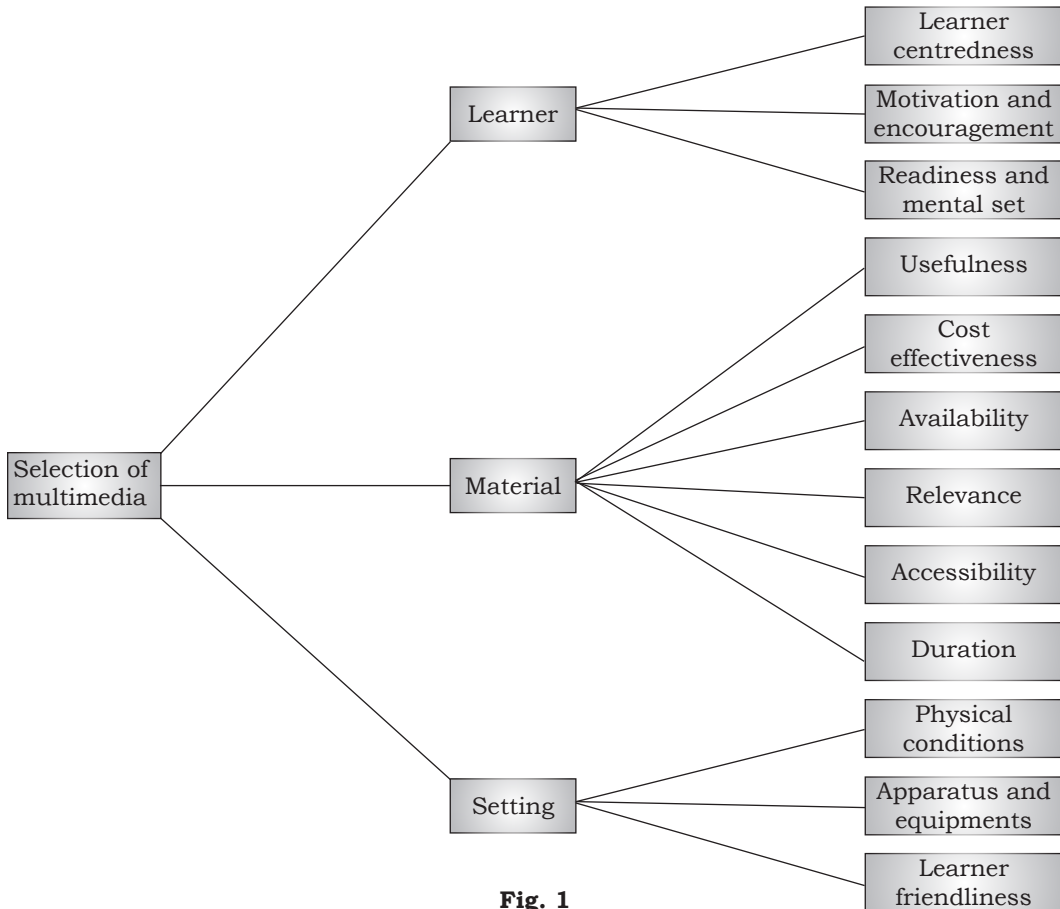 Learner
centredness
Learner
Motivation and
encouragement
Readiness and
mental set
Usefulness
Cost
effectiveness
Availability
Selection of
multimedia
Material
Relevance
Accessibility
Duration
Physical
conditions
Setting
Apparatus and
equipments
Learner
friendliness
Fig. 1